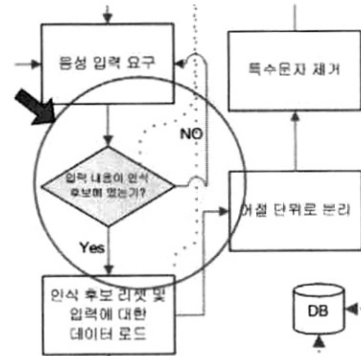 음성 입력 요구
특수문자 제거
NO
입력 내용이 인식
후보에 있는가?
어절 단위로 분리
Yes
인식 후보 리셋 및
입력에 대한
데이터 로드
DB